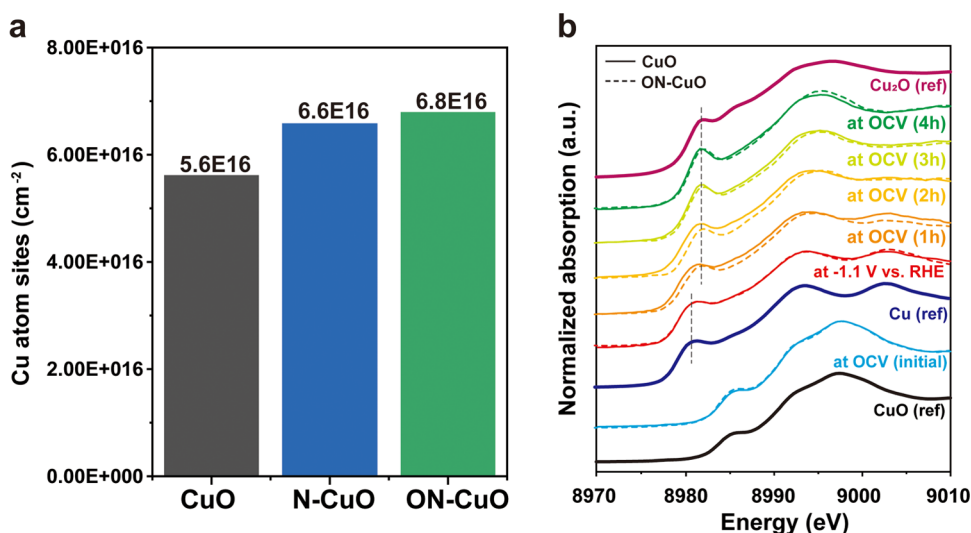 a
8.00E+016
6.00E+016
4.00E+016
2.00E+016
0.00E+000
Cu atom sites (cm⁻²)
5.6E16
6.6E16
6.8E16
CuO
N-CuO
ON-CuO
b
CuO
ON-CuO
Cu₂O (ref)
at OCV (4h)
at OCV (3h)
at OCV (2h)
at OCV (1h)
at -1.1 V vs. RHE
Cu (ref)
at OCV (initial)
CuO (ref)
Normalized absorption (a.u.)
8970
8980
8990
9000
9010
Energy (eV)